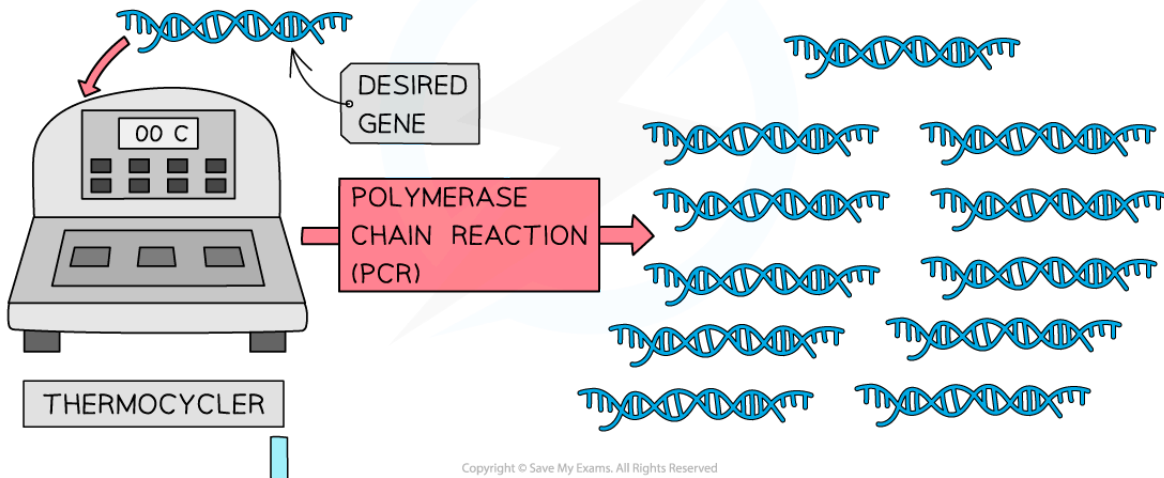 DESIRED
GENE
00 C
POLYMERASE
CHAIN REACTION
(PCR)
THERMOCYCLER
Copyright © Save My Exams. All Rights Reserved